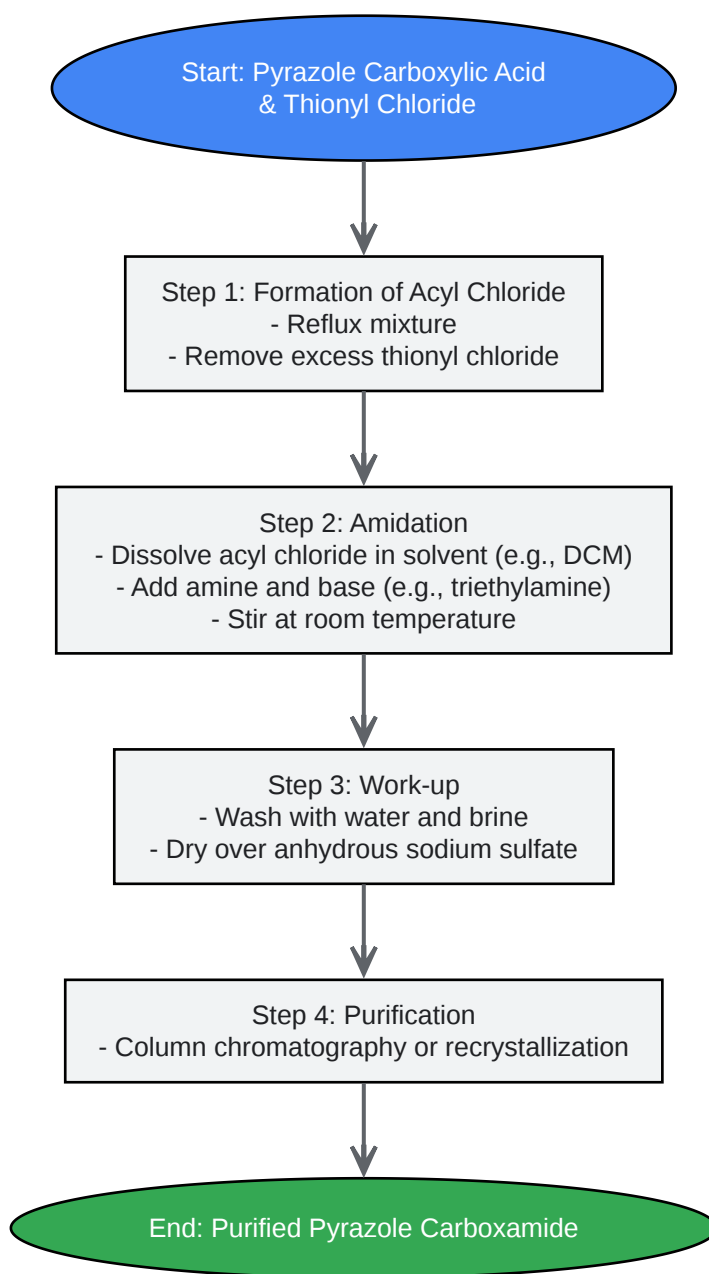 Start: Pyrazole Carboxylic Acid
& Thionyl Chloride
Step 1: Formation of Acyl Chloride
- Reflux mixture
- Remove excess thionyl chloride
Step 2: Amidation
- Dissolve acyl chloride in solvent (e.g., DCM)
- Add amine and base (e.g., triethylamine)
- Stir at room temperature
Step 3: Work-up
- Wash with water and brine
- Dry over anhydrous sodium sulfate
Step 4: Purification
- Column chromatography or recrystallization
End: Purified Pyrazole Carboxamide